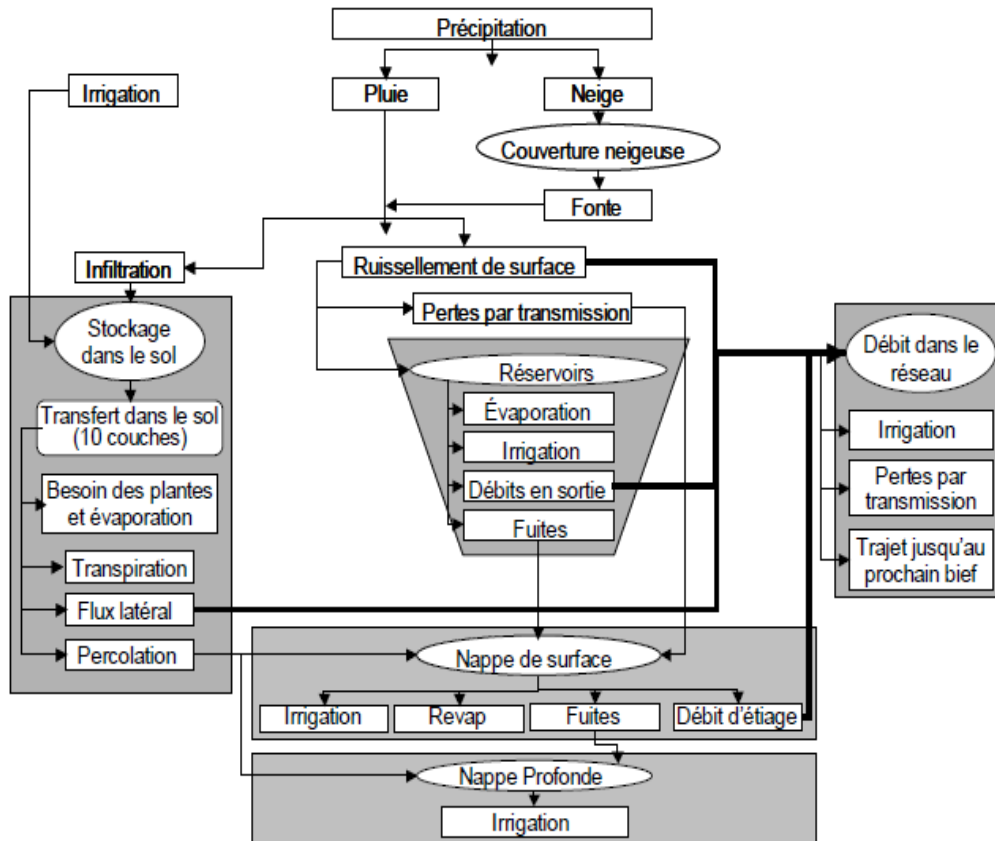 Précipitation
Irrigation
Pluie
Neige
Couverture neigeuse
Fonte
Infiltration
Ruissellement de surface
Pertes par transmission
Stockage
dans le sol
Transfert dans le sol
(10 couches)
Besoin des plantes
et évaporation
Transpiration
Flux latéral
Percolation
Réservoirs
Évaporation
Irrigation
Débits en sortie
Fuites
Débit dans le
réseau
Irrigation
Pertes par
transmission
Trajet jusqu'au
prochain bief
Nappe de surface
Irrigation
Revap
Fuites
Débit d'étiage
Nappe Profonde
Irrigation